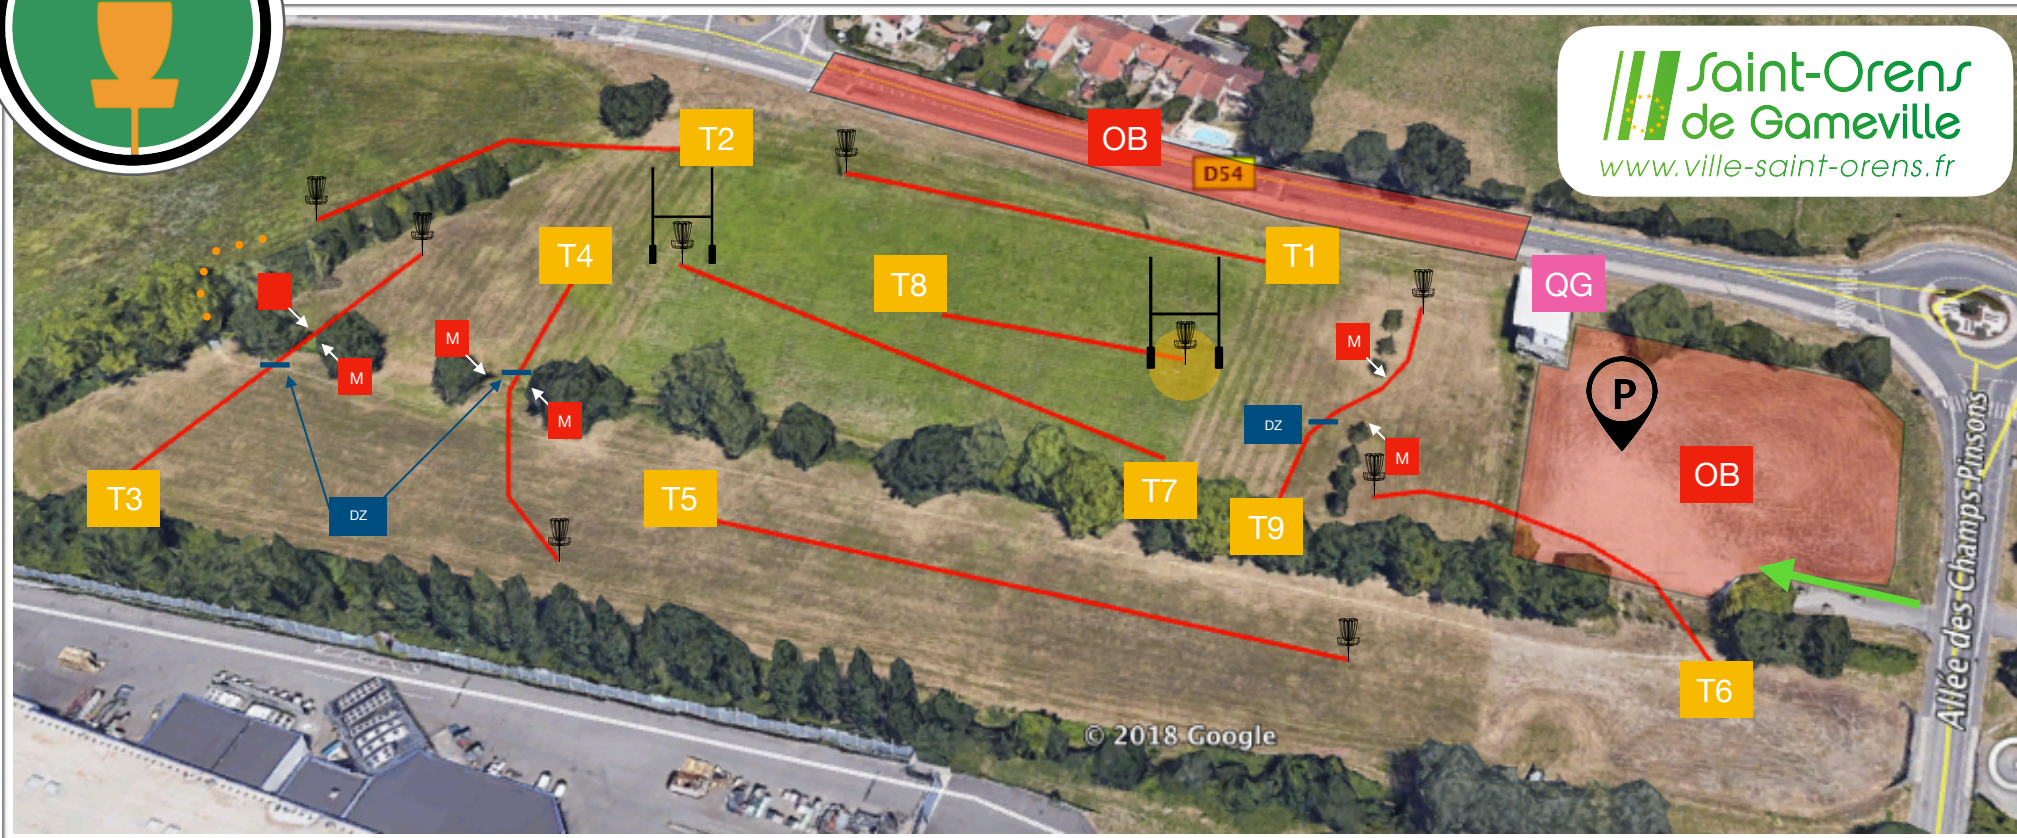 Saint-Orens
de Gameville
www.ville-saint-orens.fr
T2
OB
D54
T4
T1
T8
QG
M
M
P
M
M
DZ
M
OB
T3
DZ
T5
T7
T9
T6
Allée des Champs Pinsons
© 2018 Google